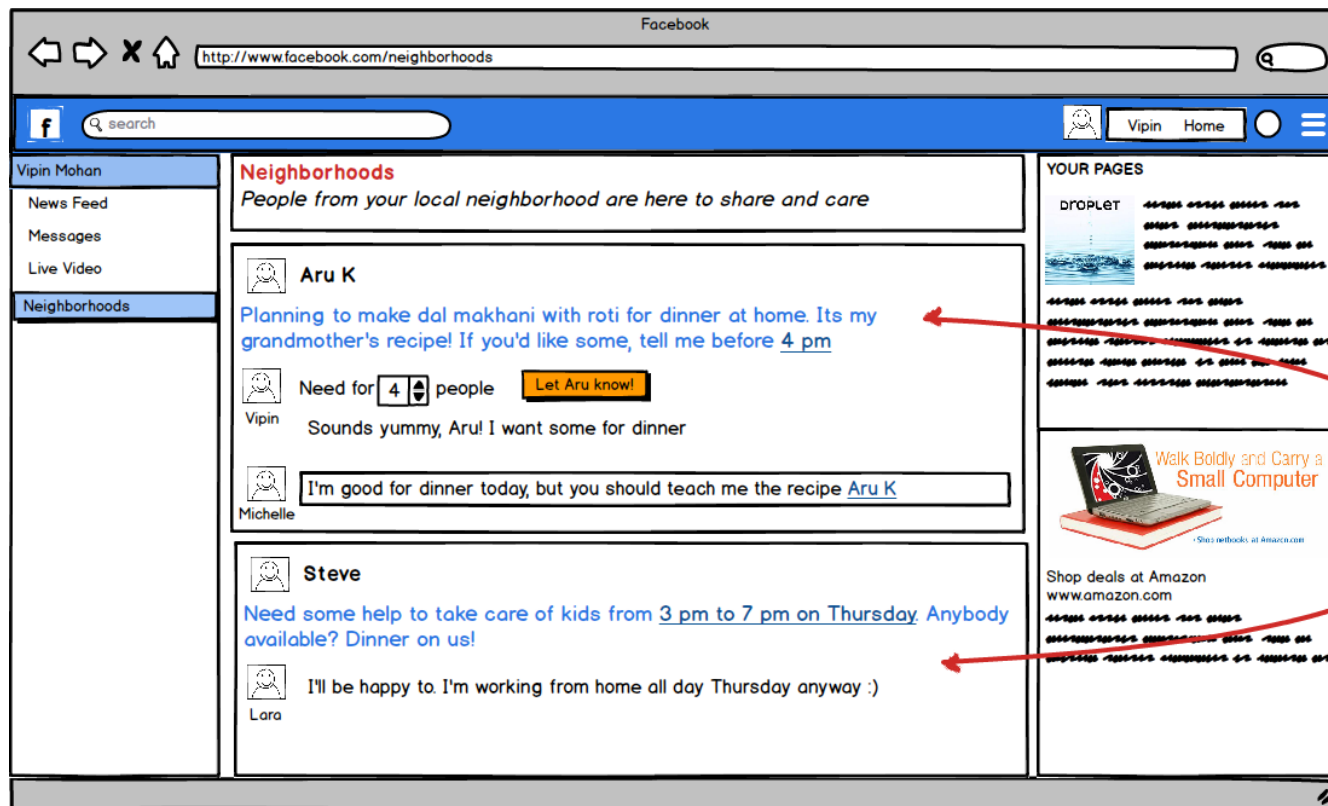 Facebook
http://www.facebook.com/neighborhoods
f
search
Vipin Home
Vipin Mohan
News Feed
Messages
Live Video
Neighborhoods
Neighborhoods
People from your local neighborhood are here to share and care
Aru K
Planning to make dal makhani with roti for dinner at home. Its my
grandmother's recipe! If you'd like some, tell me before 4 pm
Need for 4 people
Let Aru know!
Vipin
Sounds yummy, Aru! I want some for dinner
I'm good for dinner today, but you should teach me the recipe Aru K
Michelle
Steve
Need some help to take care of kids from 3 pm to 7 pm on Thursday. Anybody
available? Dinner on us!
I'll be happy to. I'm working from home all day Thursday anyway :)
Lara
YOUR PAGES
DROPLET
Walk Boldly and Carry a
Small Computer
Shop netbooks at Amazon.com
Shop deals at Amazon
www.amazon.com